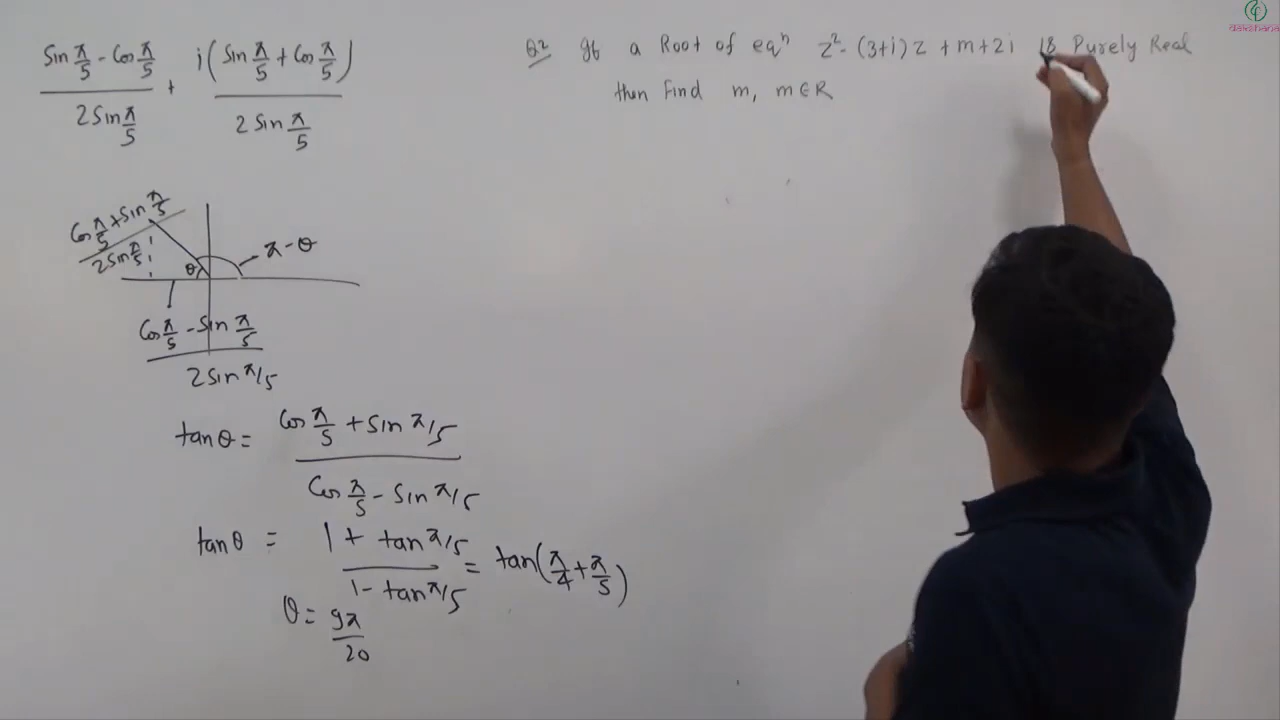 Sin π/5 - Cos π/5 / 2 Sin π/5 + i(Sin π/5 + Cos π/5) / 2 Sin π/5
Cos π/5 + Sin π/5 / 2 Sin π/5
θ
π - θ
Cos π/5 - Sin π/5 / 2 Sin π/5
tanθ = Cos π/5 + Sin π/5 / Cos π/5 - Sin π/5
tanθ = 1 + tan π/5 / 1 - tan π/5 = tan(π/4 + π/5)
θ = 9π/20
Q2 If a Root of eqⁿ z² - (3+i)z + m + 2i is Purely Real
then Find m, m ∈ R
dakshana